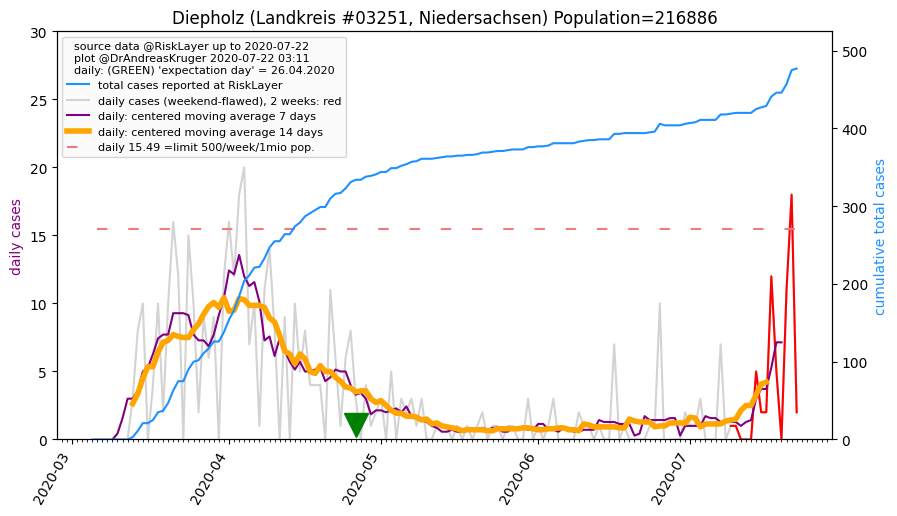 Diepholz (Landkreis #03251, Niedersachsen) Population=216886
source data @RiskLayer up to 2020-07-22
plot @DrAndreasKruger 2020-07-22 03:11
daily: (GREEN) 'expectation day' = 26.04.2020
total cases reported at RiskLayer
daily cases (weekend-flawed), 2 weeks: red
daily: centered moving average 7 days
daily: centered moving average 14 days
daily 15.49 =limit 500/week/1mio pop.
daily cases
30
25
20
15
10
5
0
cumulative total cases
500
400
300
200
100
0
2020-03
2020-04
2020-05
2020-06
2020-07